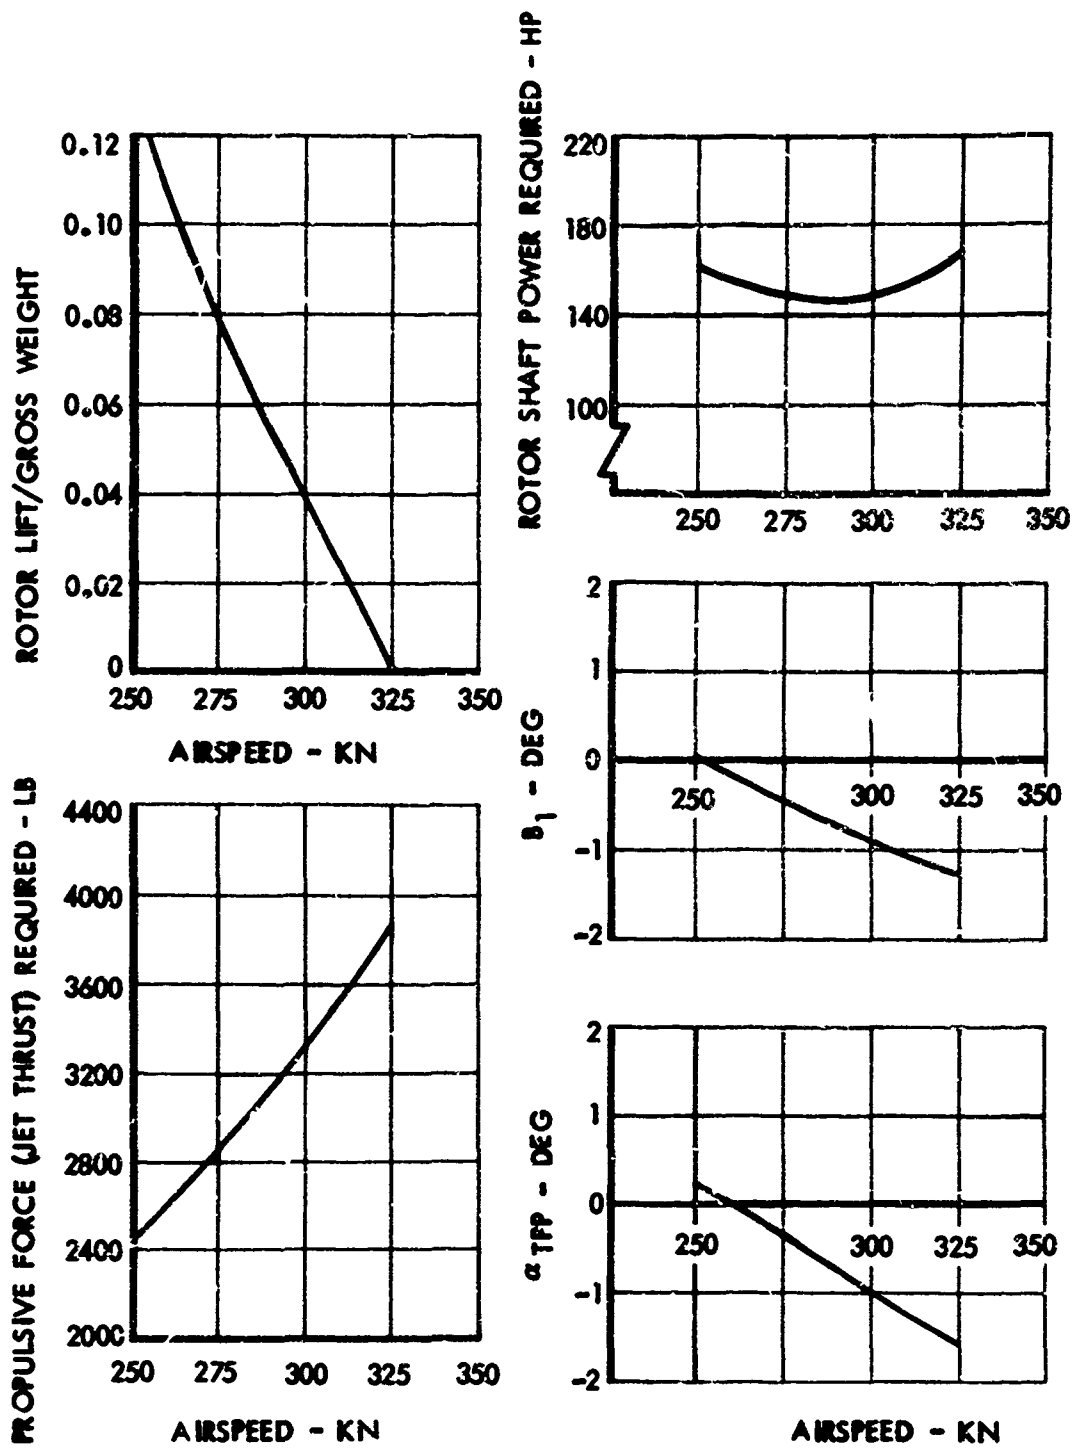 ROTOR LIFT/GROSS WEIGHT
0.12
0.10
0.08
0.06
0.04
0.02
0
250 275 300 325 350
AIRSPEED - KN
PROPULSIVE FORCE (JET THRUST) REQUIRED - LB
4400
4000
3600
3200
2800
2400
2000
250 275 300 325 350
AIRSPEED - KN
ROTOR SHAFT POWER REQUIRED - HP
220
180
140
100
250 275 300 325 350
B1 - DEG
2
1
0
-1
-2
250 300 325 350
α TPP - DEG
2
1
0
-1
-2
250 300 325 350
AIRSPEED - KN